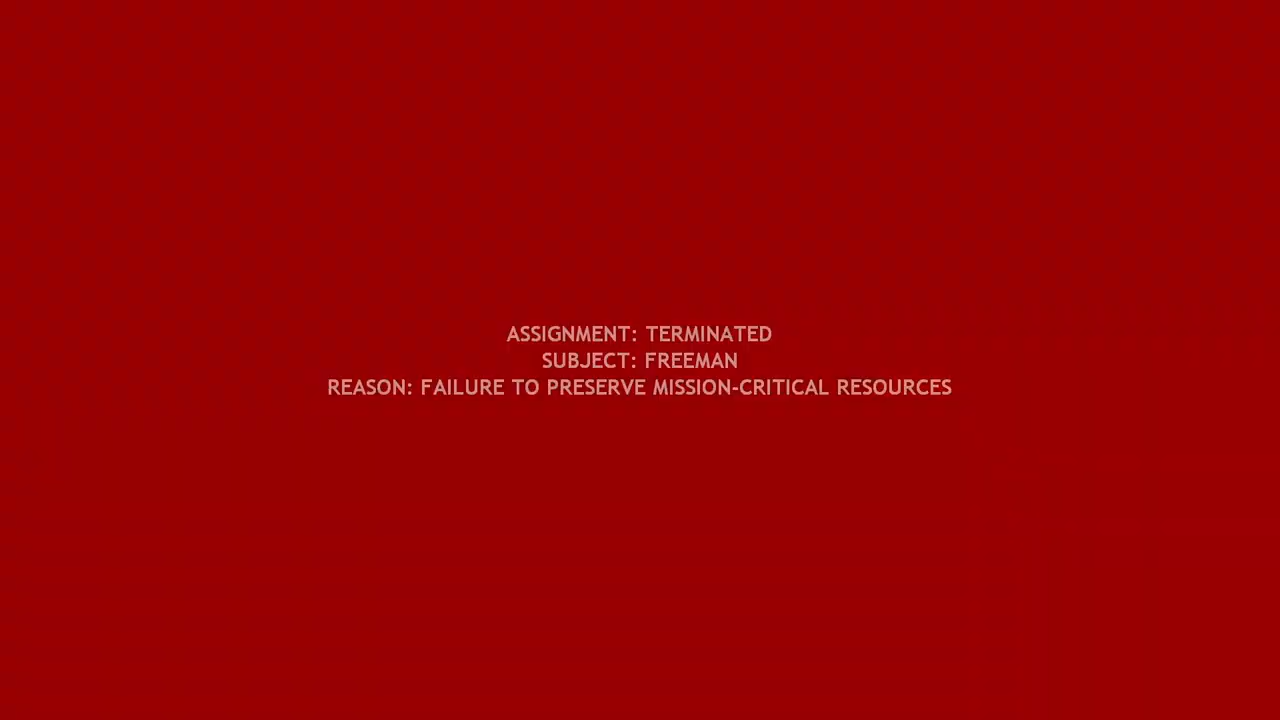 ASSIGNMENT: TERMINATED
SUBJECT: FREEMAN
REASON: FAILURE TO PRESERVE MISSION-CRITICAL RESOURCES